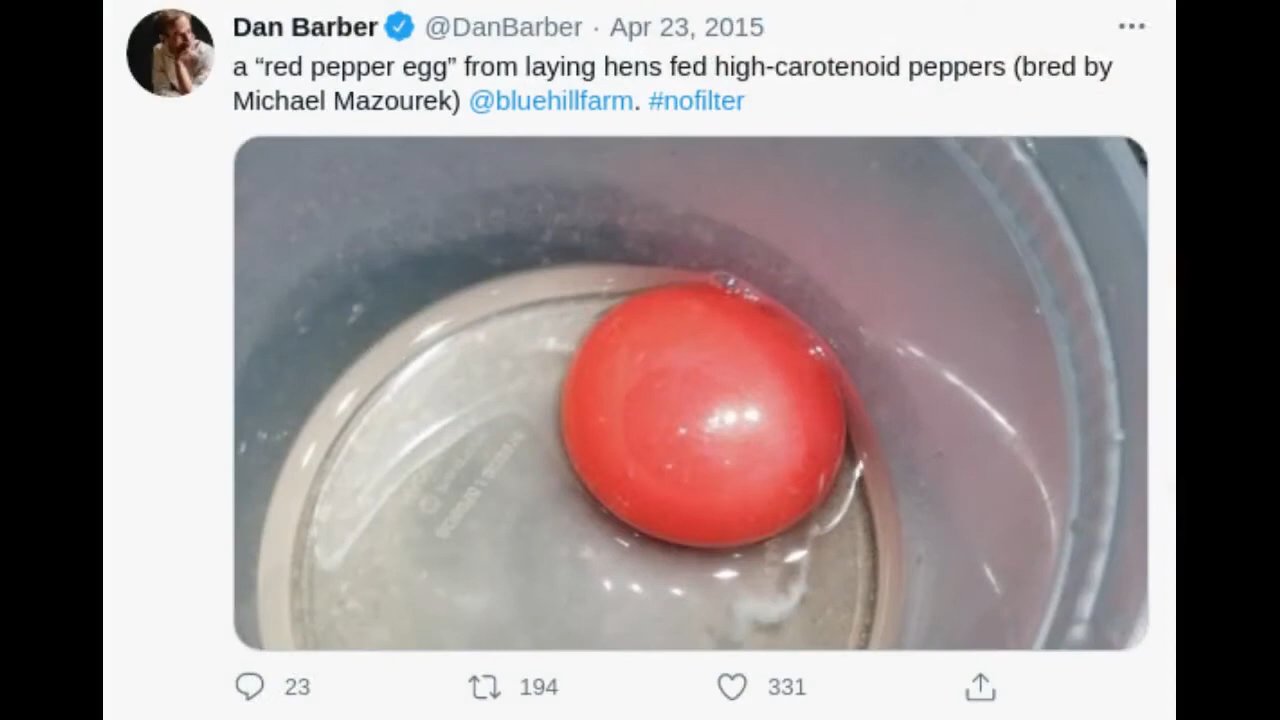 Dan Barber @DanBarber · Apr 23, 2015
a “red pepper egg” from laying hens fed high-carotenoid peppers (bred by
Michael Mazourek) @bluehillfarm. #nofilter
23 194 331